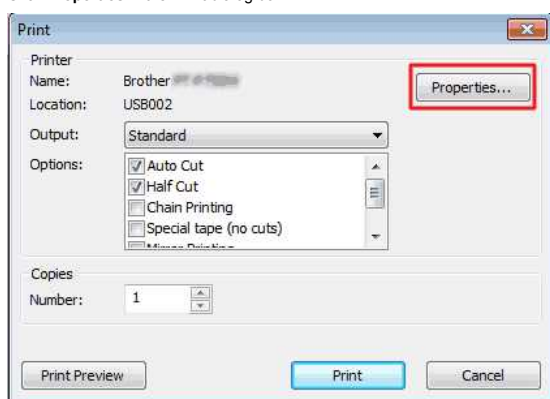 Print
Printer
Name: Brother
Properties...
Location: USB002
Output: Standard
Options: Auto Cut
Half Cut
Chain Printing
Special tape (no cuts)
Copies
Number: 1
Print Preview Print Cancel